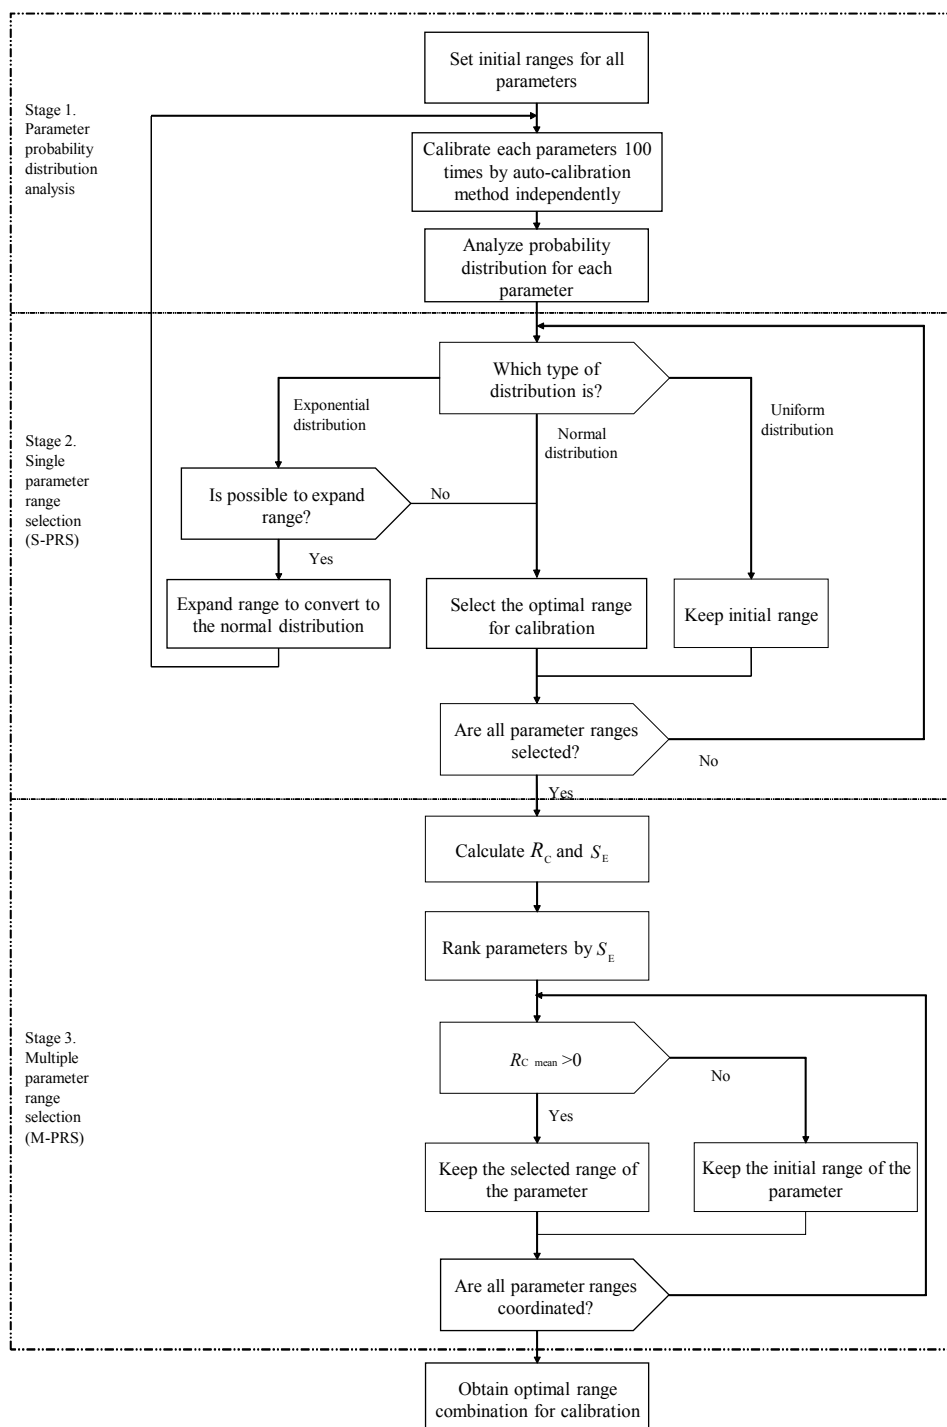 Set initial ranges for all
parameters
Stage 1.
Parameter
probability
distribution
analysis
Calibrate each parameters 100
times by auto-calibration
method independently
Analyze probability
distribution for each
parameter
Which type of
distribution is?
Exponential
distribution
Normal
distribution
Uniform
distribution
Stage 2.
Single
parameter
range
selection
(S-PRS)
Is possible to expand
range?
No
Yes
Expand range to convert to
the normal distribution
Select the optimal range
for calibration
Keep initial range
Are all parameter ranges
selected?
No
Yes
Calculate R_C and S_E
Rank parameters by S_E
Stage 3.
Multiple
parameter
range
selection
(M-PRS)
R_C mean >0
No
Yes
Keep the selected range of
the parameter
Keep the initial range of the
parameter
Are all parameter ranges
coordinated?
Obtain optimal range
combination for calibration